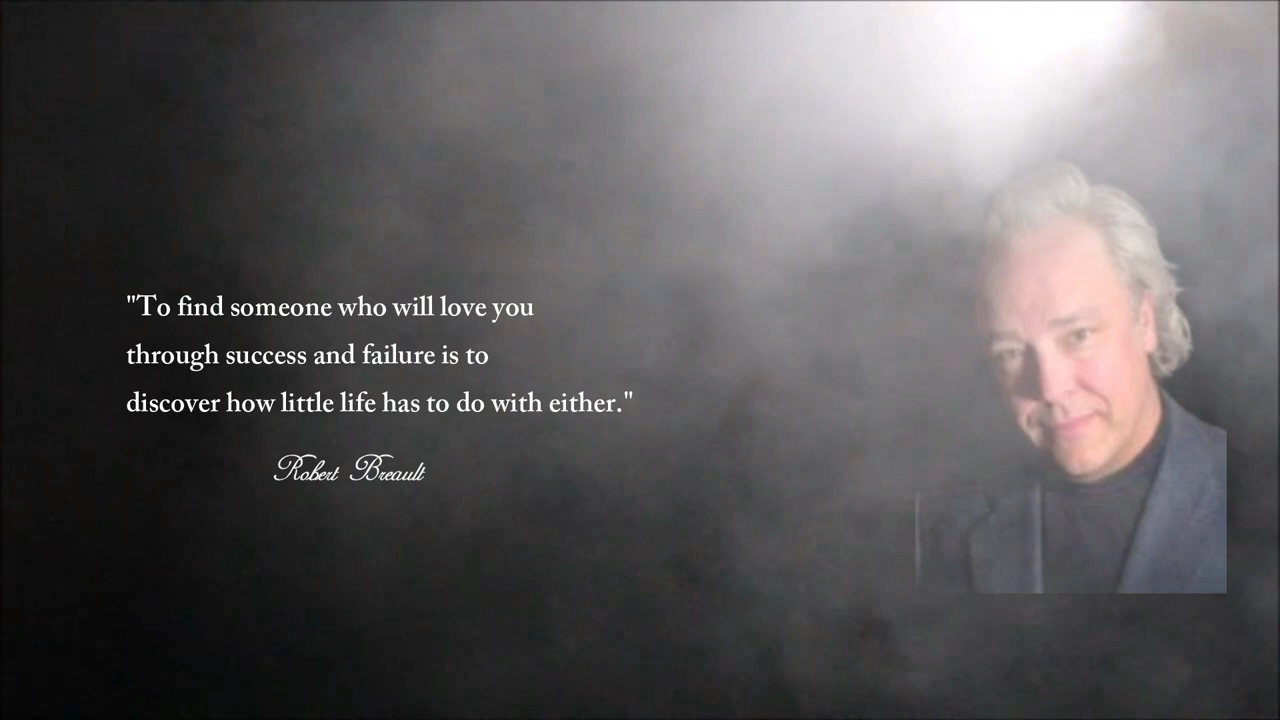 "To find someone who will love you
through success and failure is to
discover how little life has to do with either."
Robert Breault